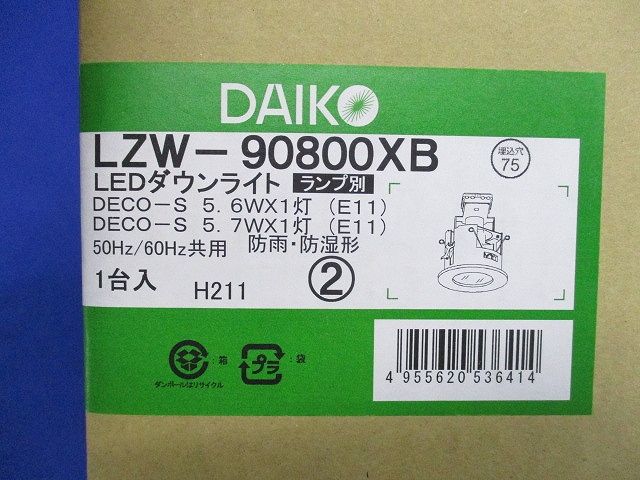 DAIKO
LZW－90800XB
埋込穴
75
LEDダウンライト ランプ別
DECO－S 5.6WX1灯 (E11)
DECO－S 5.7WX1灯 (E11)
50Hz/60Hz共用 防雨・防湿形
1台入 H211 ②
箱
プラ
袋
ダンボールはリサイクル
4 955620 536414